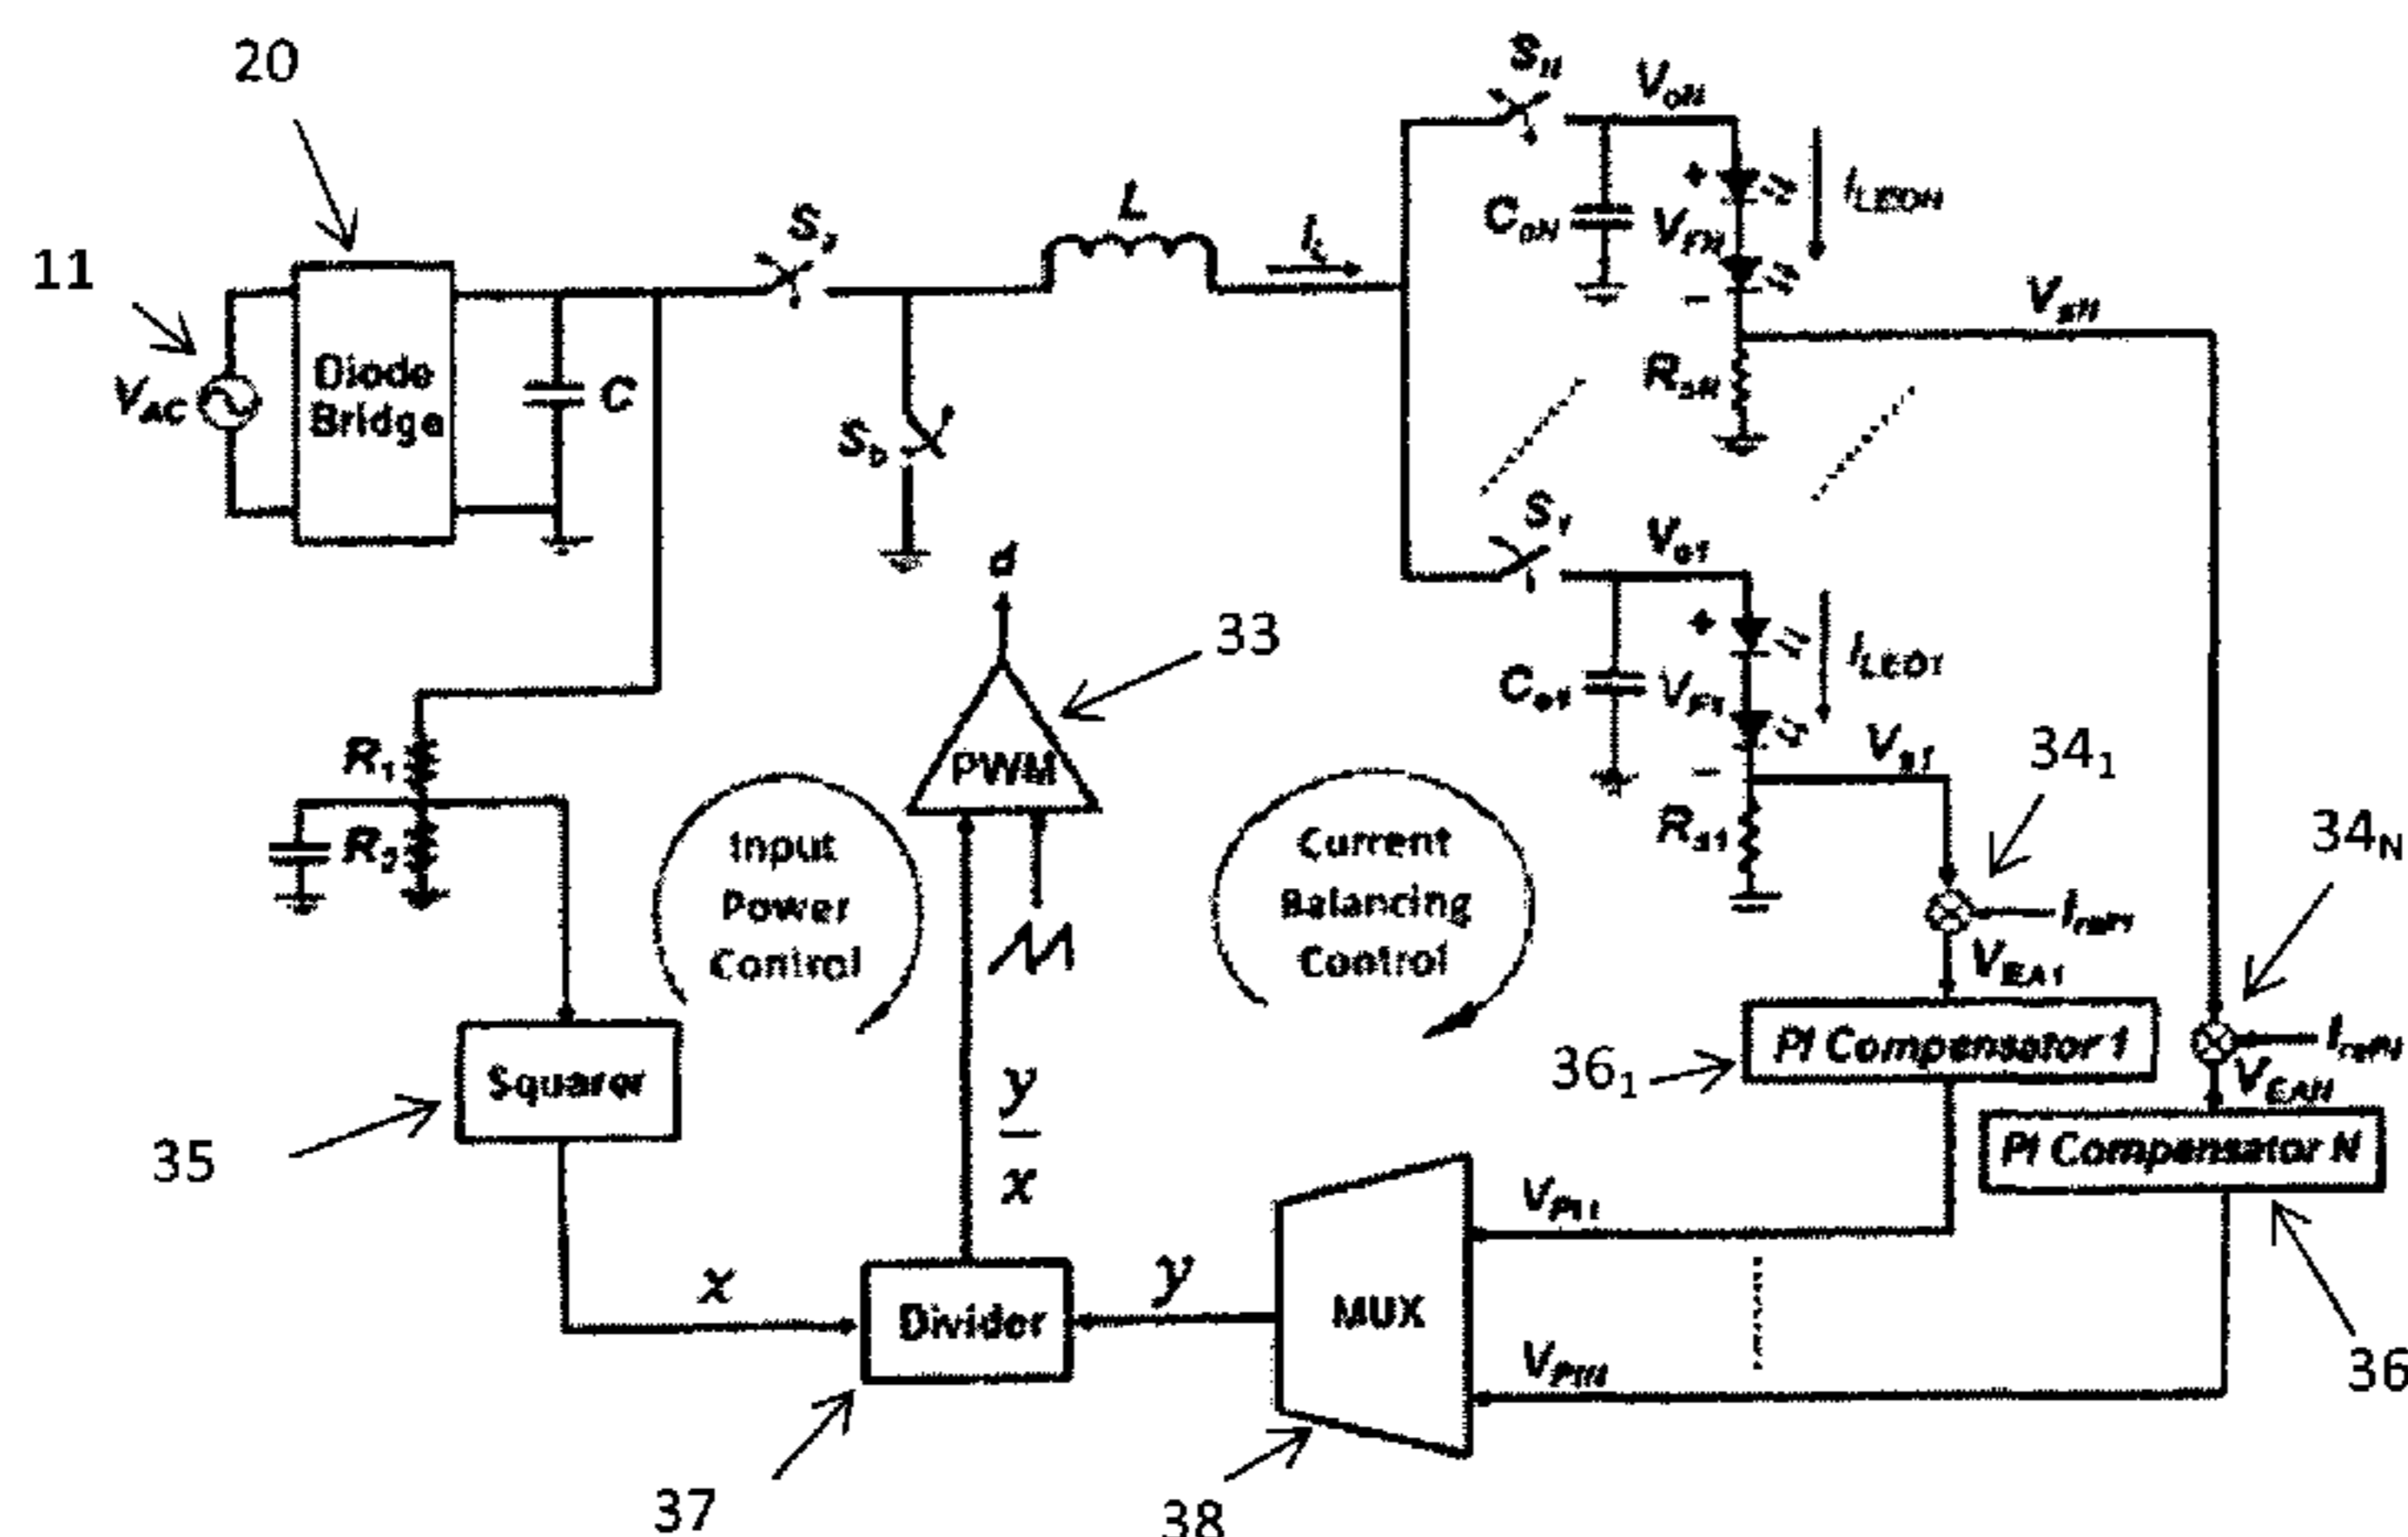 20
11
V_AC
Diode
Bridge
C
S_a
S_b
L
I_L
S_N
V_oN
C_oN
V_FN
I_LEDN
V_sN
R_sN
S_1
V_o1
C_o1
V_F1
I_LED1
V_s1
R_s1
34_1
34_N
I_ref1
V_EA1
PI Compensator 1
36_1
I_refN
V_EAN
PI Compensator N
36
d
33
PWM
R_1
R_2
Input
Power
Control
Current
Balancing
Control
Squarer
35
y
x
x
Divider
y
MUX
V_PI1
V_PIN
37
38